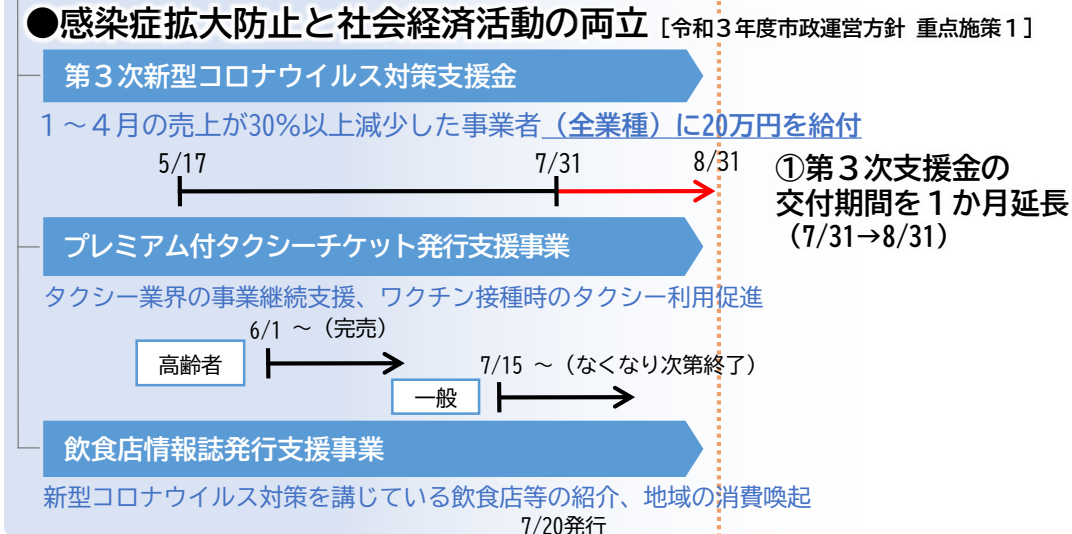 ●感染症拡大防止と社会経済活動の両立［令和３年度市政運営方針 重点施策１］
第３次新型コロナウイルス対策支援金
１～４月の売上が30％以上減少した事業者（全業種）に20万円を給付
5/17
7/31
8/31
①第３次支援金の
交付期間を１か月延長
（7/31→8/31）
プレミアム付タクシーチケット発行支援事業
タクシー業界の事業継続支援、ワクチン接種時のタクシー利用促進
6/1 ～（完売）
高齢者
7/15 ～（なくなり次第終了）
一般
飲食店情報誌発行支援事業
新型コロナウイルス対策を講じている飲食店等の紹介、地域の消費喚起
7/20発行